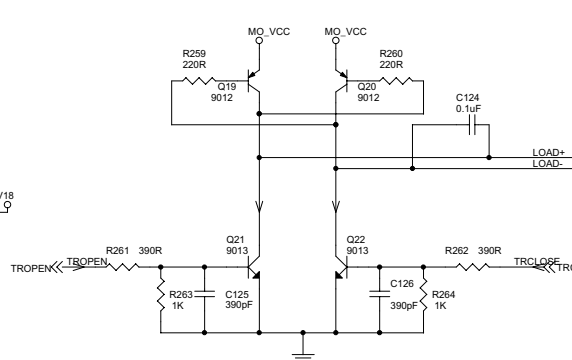 MO_VCC MO_VCC
R259 R260
220R 220R
Q19 Q20
9012 9012
C124
0.1uF
LOAD+
LOAD-
/18
Q21 Q22
9013 9013
R261 390R R262 390R
TROPEN TROPEN TRCLOSE
R263 C125 C126 R264
1K 390pF 390pF 1K